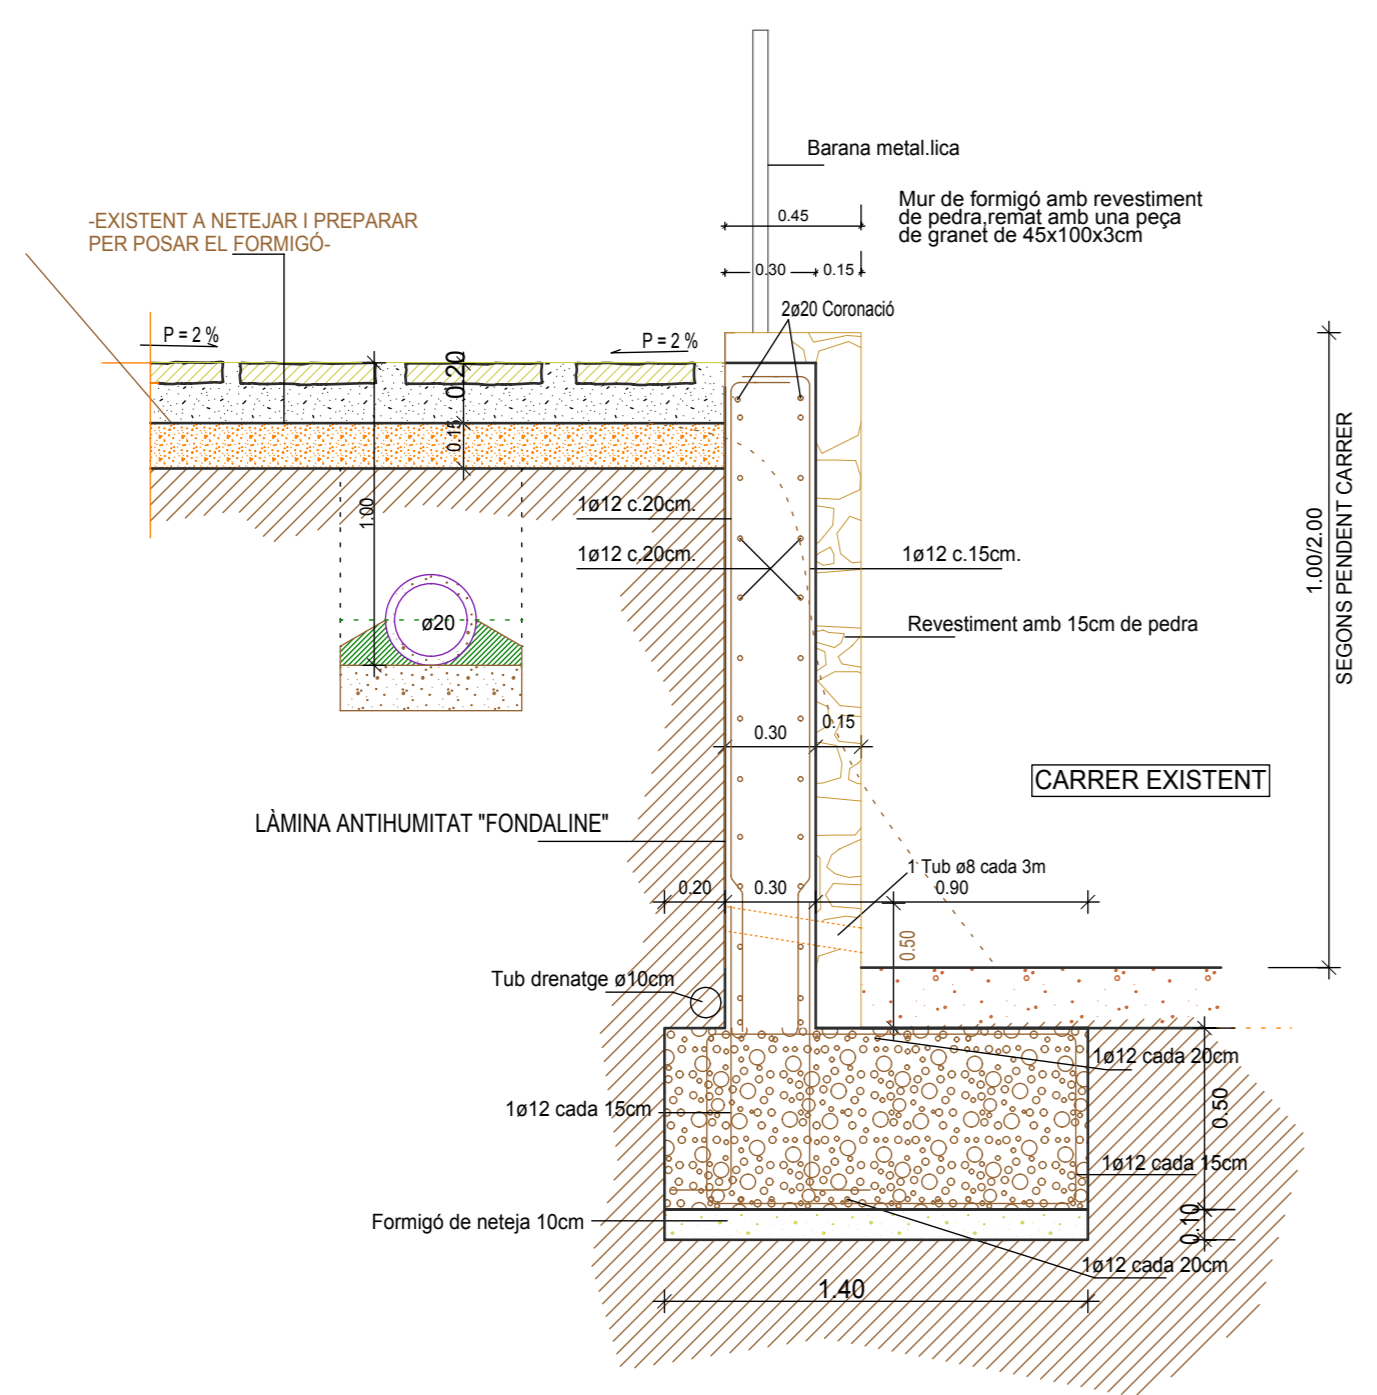 Barana metal.lica
Mur de formigó amb revestiment
de pedra,remat amb una peça
de granet de 45x100x3cm
-EXISTENT A NETEJAR I PREPARAR
PER POSAR EL FORMIGÓ-
0.45
0.30
0.15
2ø20 Coronació
P = 2 %
P = 2 %
0.20
0.15
1.00
1ø12 c.20cm.
1ø12 c.20cm.
1ø12 c.15cm.
ø20
Revestiment amb 15cm de pedra
1.00/2.00
SEGONS PENDENT CARRER
0.30
0.15
CARRER EXISTENT
LÀMINA ANTIHUMITAT "FONDALINE"
1 Tub ø8 cada 3m
0.20
0.30
0.90
0.50
Tub drenatge ø10cm
1ø12 cada 20cm
1ø12 cada 15cm
0.50
1ø12 cada 15cm
Formigó de neteja 10cm
0.10
1ø12 cada 20cm
1.40